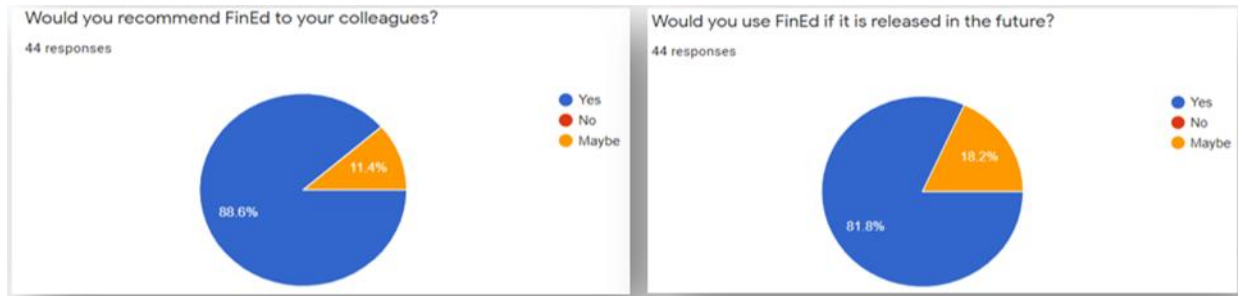 Would you recommend FinEd to your colleagues?
44 responses
Yes
No
Maybe
11.4%
88.6%
Would you use FinEd if it is released in the future?
44 responses
Yes
No
Maybe
18.2%
81.8%